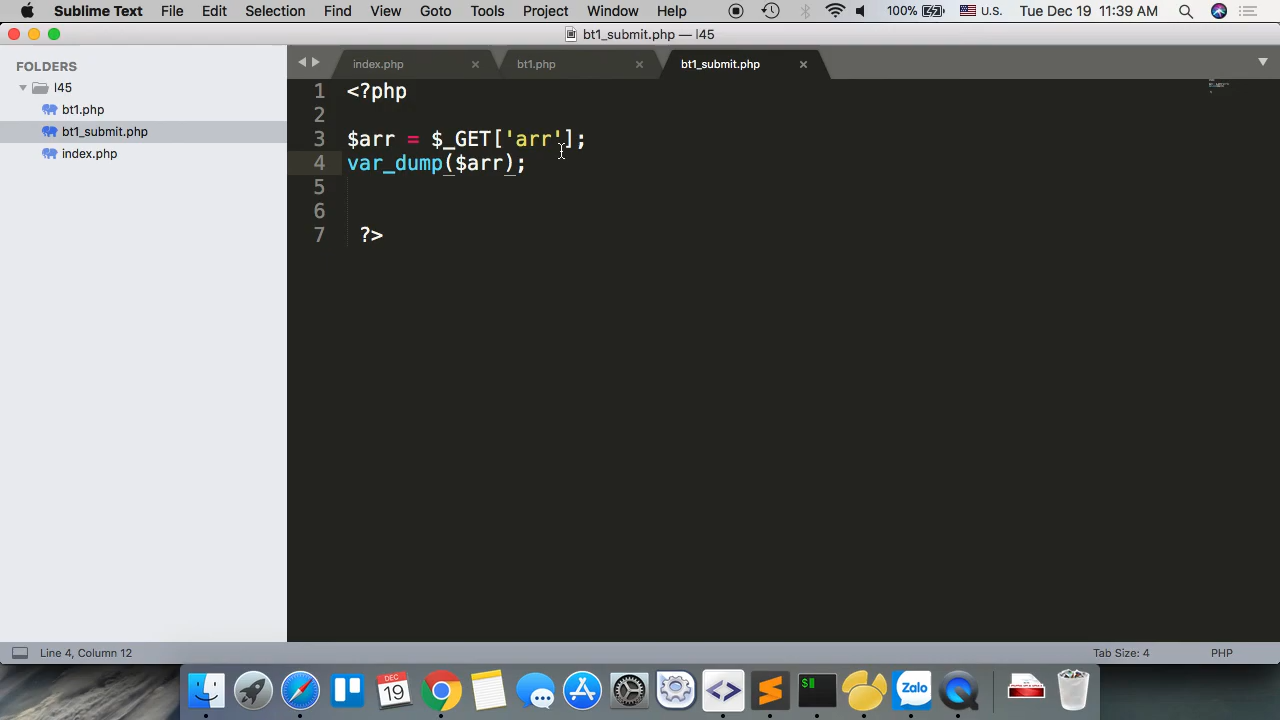 Sublime Text File Edit Selection Find View Goto Tools Project Window Help 100% U.S. Tue Dec 19 11:39 AM
bt1_submit.php — l45
FOLDERS
l45
bt1.php
bt1_submit.php
index.php
index.php bt1.php bt1_submit.php
1 <?php
2
3 $arr = $_GET['arr'];
4 var_dump($arr);
5
6
7 ?>
Line 4, Column 12 Tab Size: 4 PHP
DEC
19
$
Zalo